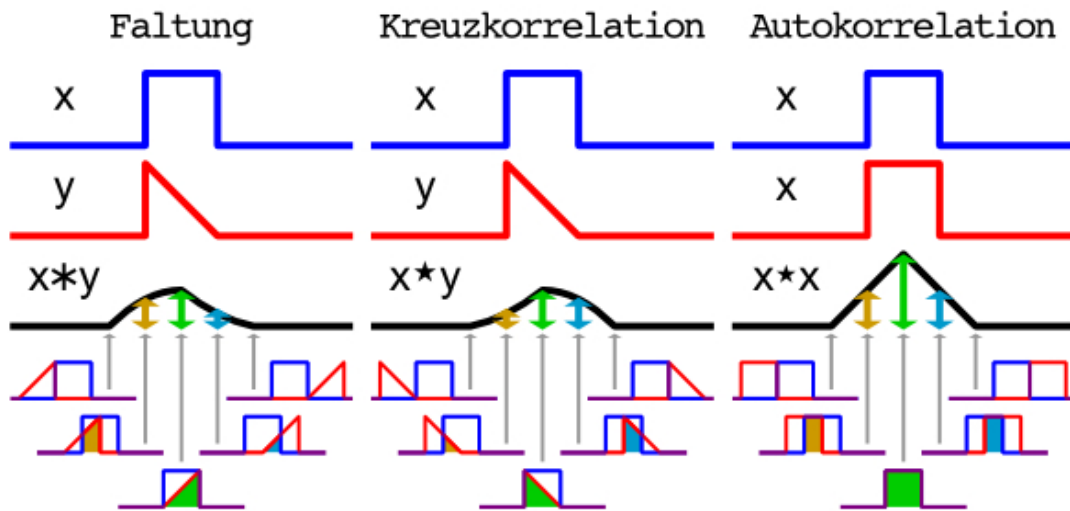 Faltung
x
y
x∗y
Kreuzkorrelation
x
y
x⋆y
Autokorrelation
x
x
x⋆x